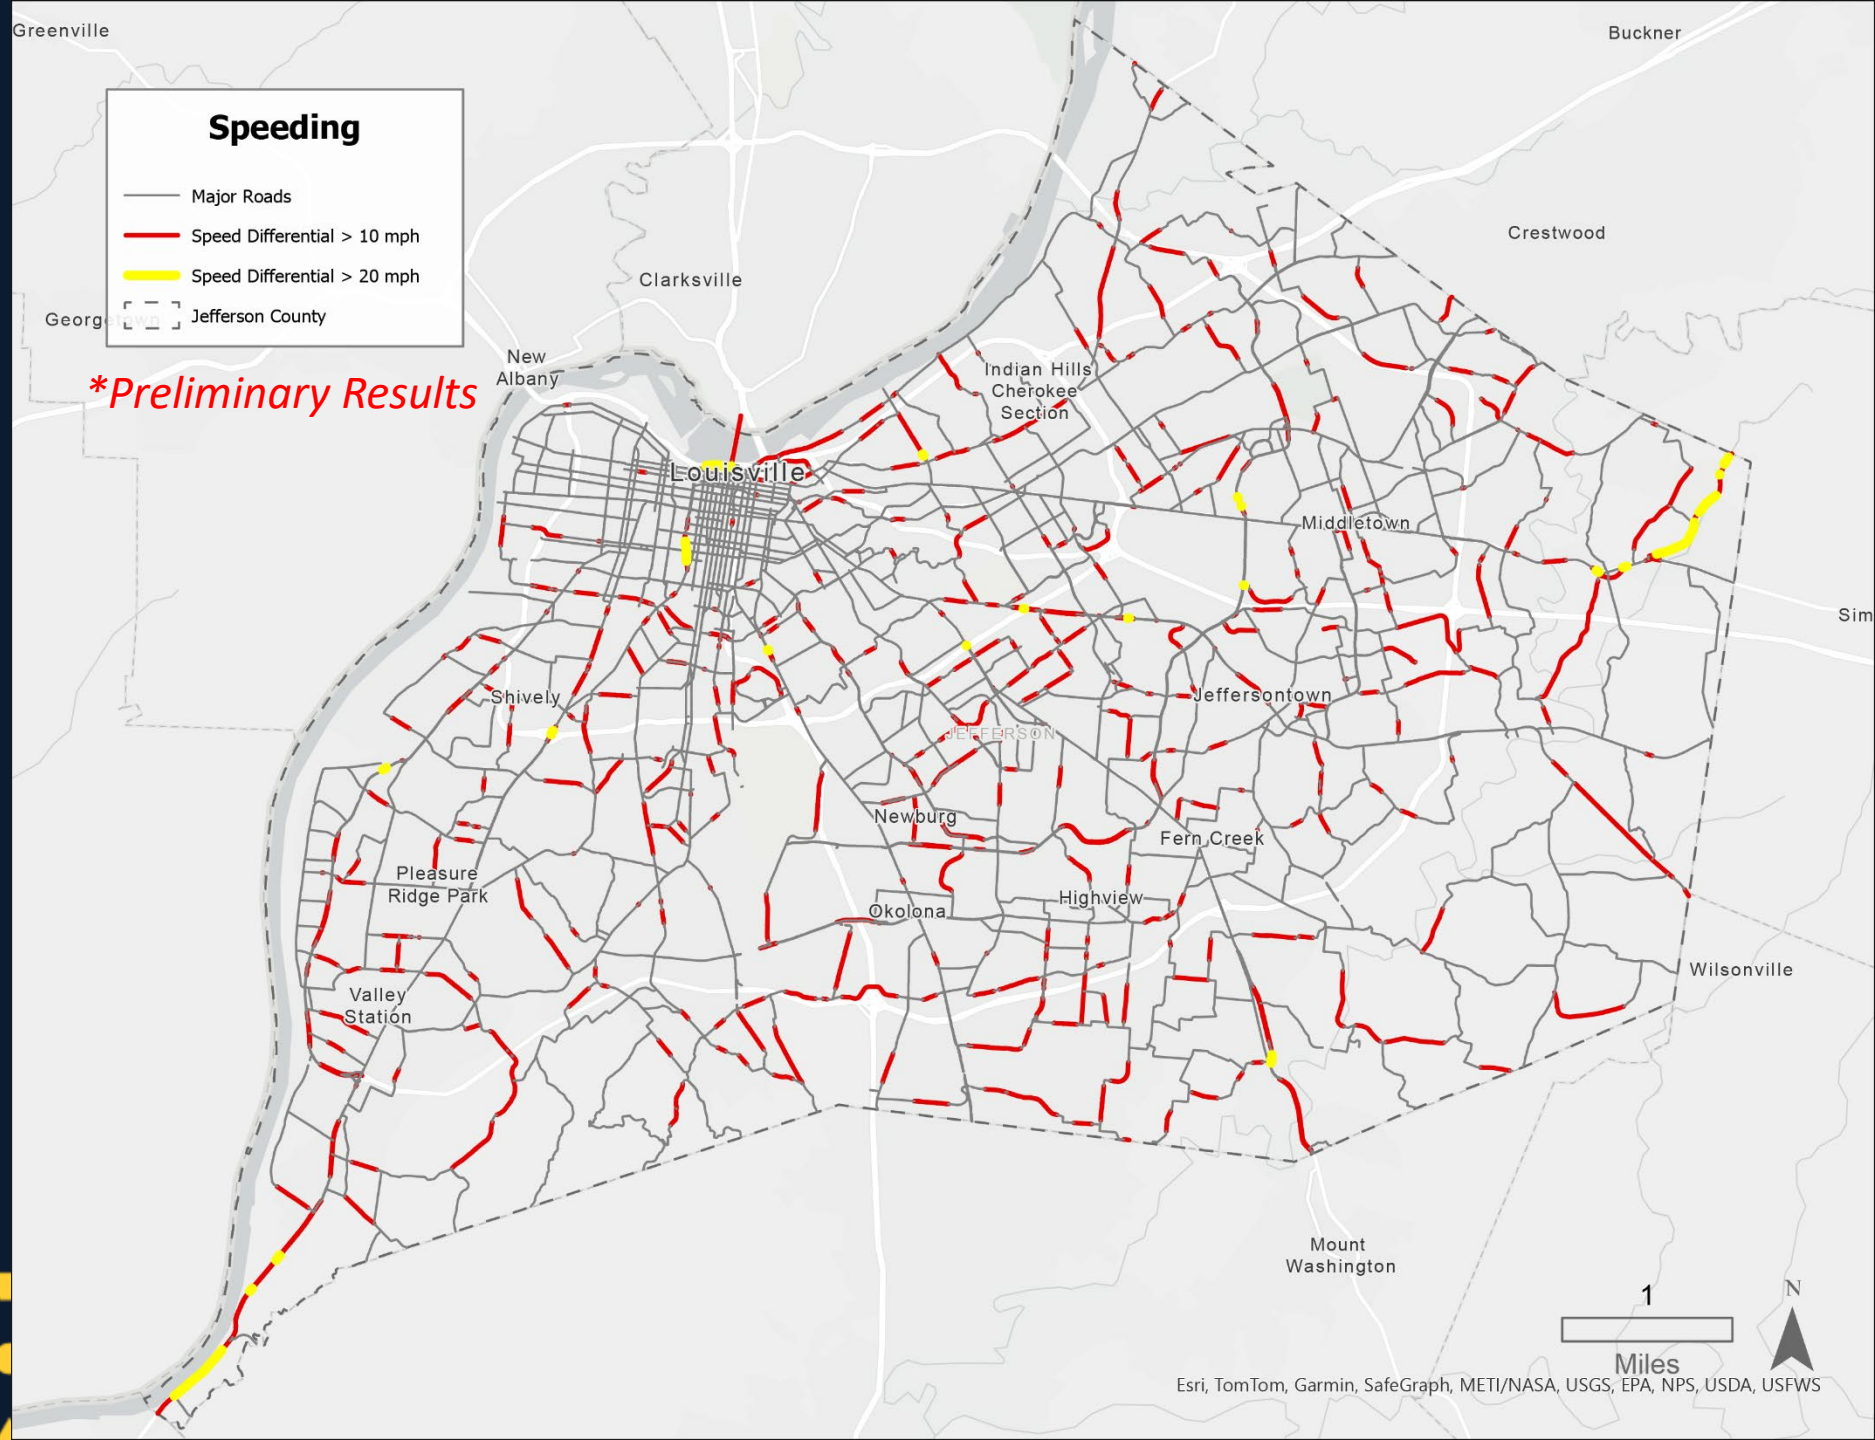 Greenville
Buckner
Speeding
Major Roads
Speed Differential > 10 mph
Speed Differential > 20 mph
Jefferson County
Crestwood
Clarksville
Georgetown
New
Albany
*Preliminary Results
Indian Hills
Cherokee
Section
Louisville
Middletown
Sim
Shively
Jeffersontown
JEFFERSON
Newburg
Fern Creek
Pleasure
Ridge Park
Highview
Okolona
Wilsonville
Valley
Station
Mount
Washington
1
N
Miles
Esri, TomTom, Garmin, SafeGraph, METI/NASA, USGS, EPA, NPS, USDA, USFWS